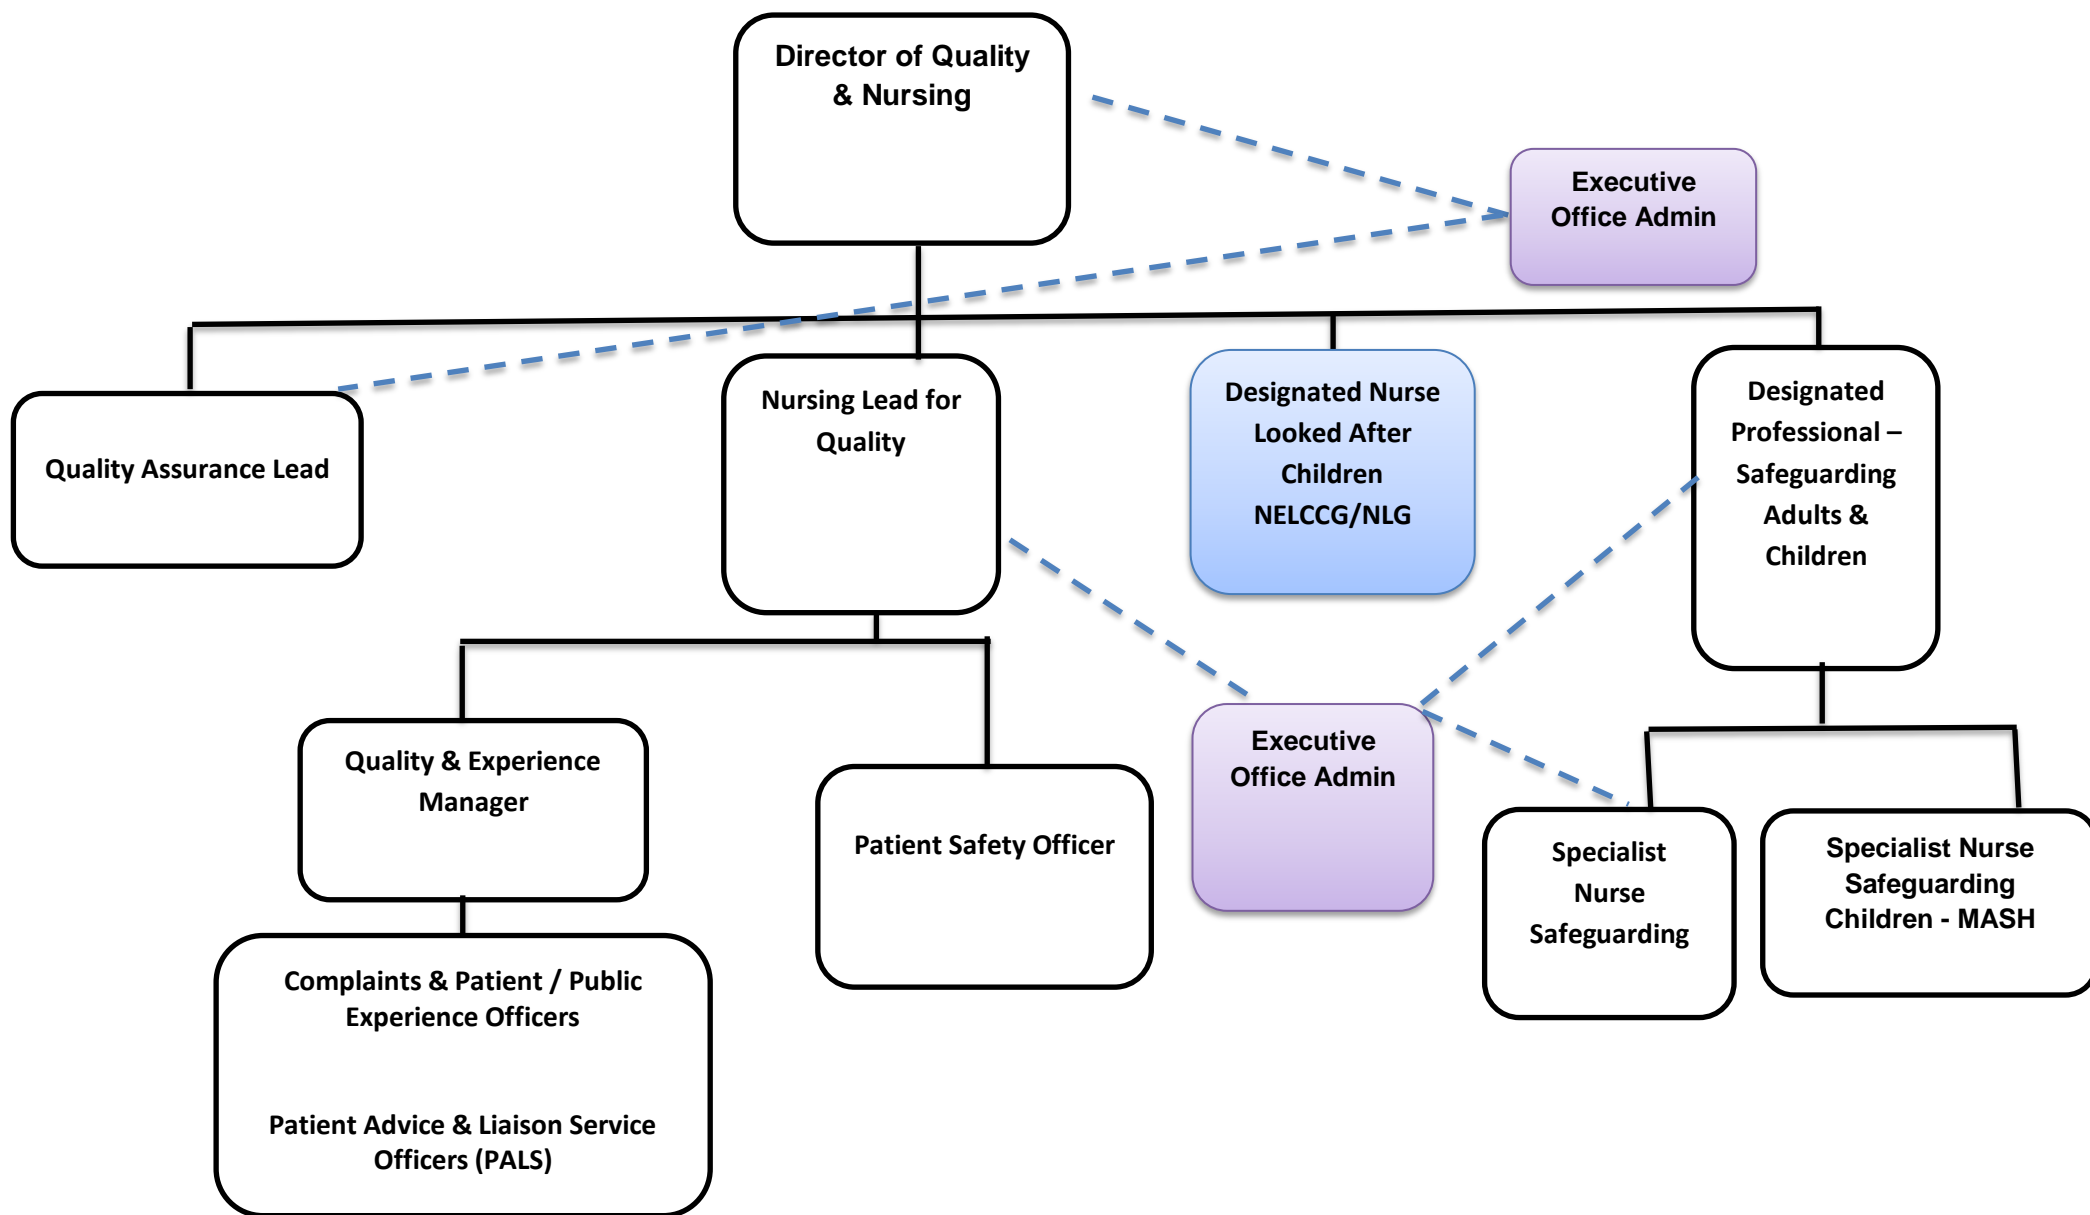 Director of Quality
& Nursing
Executive
Office Admin
Quality Assurance Lead
Nursing Lead for
Quality
Designated Nurse
Looked After
Children
NELCCG/NLG
Designated
Professional –
Safeguarding
Adults &
Children
Quality & Experience
Manager
Patient Safety Officer
Executive
Office Admin
Specialist
Nurse
Safeguarding
Specialist Nurse
Safeguarding
Children - MASH
Complaints & Patient / Public
Experience Officers
Patient Advice & Liaison Service
Officers (PALS)